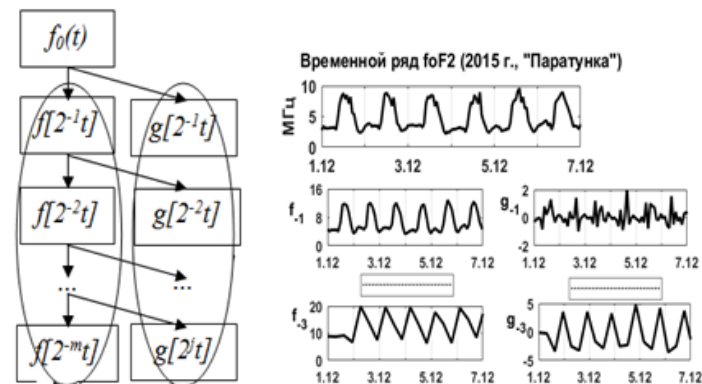 f₀(t)
f[2⁻¹t] g[2⁻¹t]
f[2⁻²t] g[2⁻²t]
... ...
f[2⁻ᵐt] g[2ʲt]
Временной ряд foF2 (2015 г., "Паратунка")
МГц
10
5
0
1.12 3.12 5.12 7.12
f₋₁
16
12
8
4
0
1.12 3.12 5.12 7.12
g₋₁
2
0
-2
1.12 3.12 5.12 7.12
f₋₃
20
10
0
1.12 3.12 5.12 7.12
g₋₃
5
0
-5
1.12 3.12 5.12 7.12